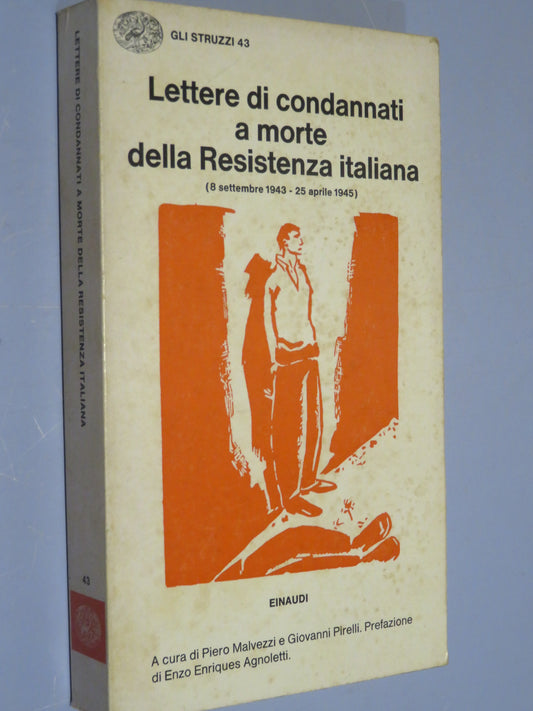 GLI STRUZZI 43
Lettere di condannati
a morte
della Resistenza italiana
(8 settembre 1943 - 25 aprile 1945)
EINAUDI
A cura di Piero Malvezzi e Giovanni Pirelli. Prefazione
di Enzo Enriques Agnoletti.
LETTERE DI CONDANNATI A MORTE DELLA RESISTENZA ITALIANA
43